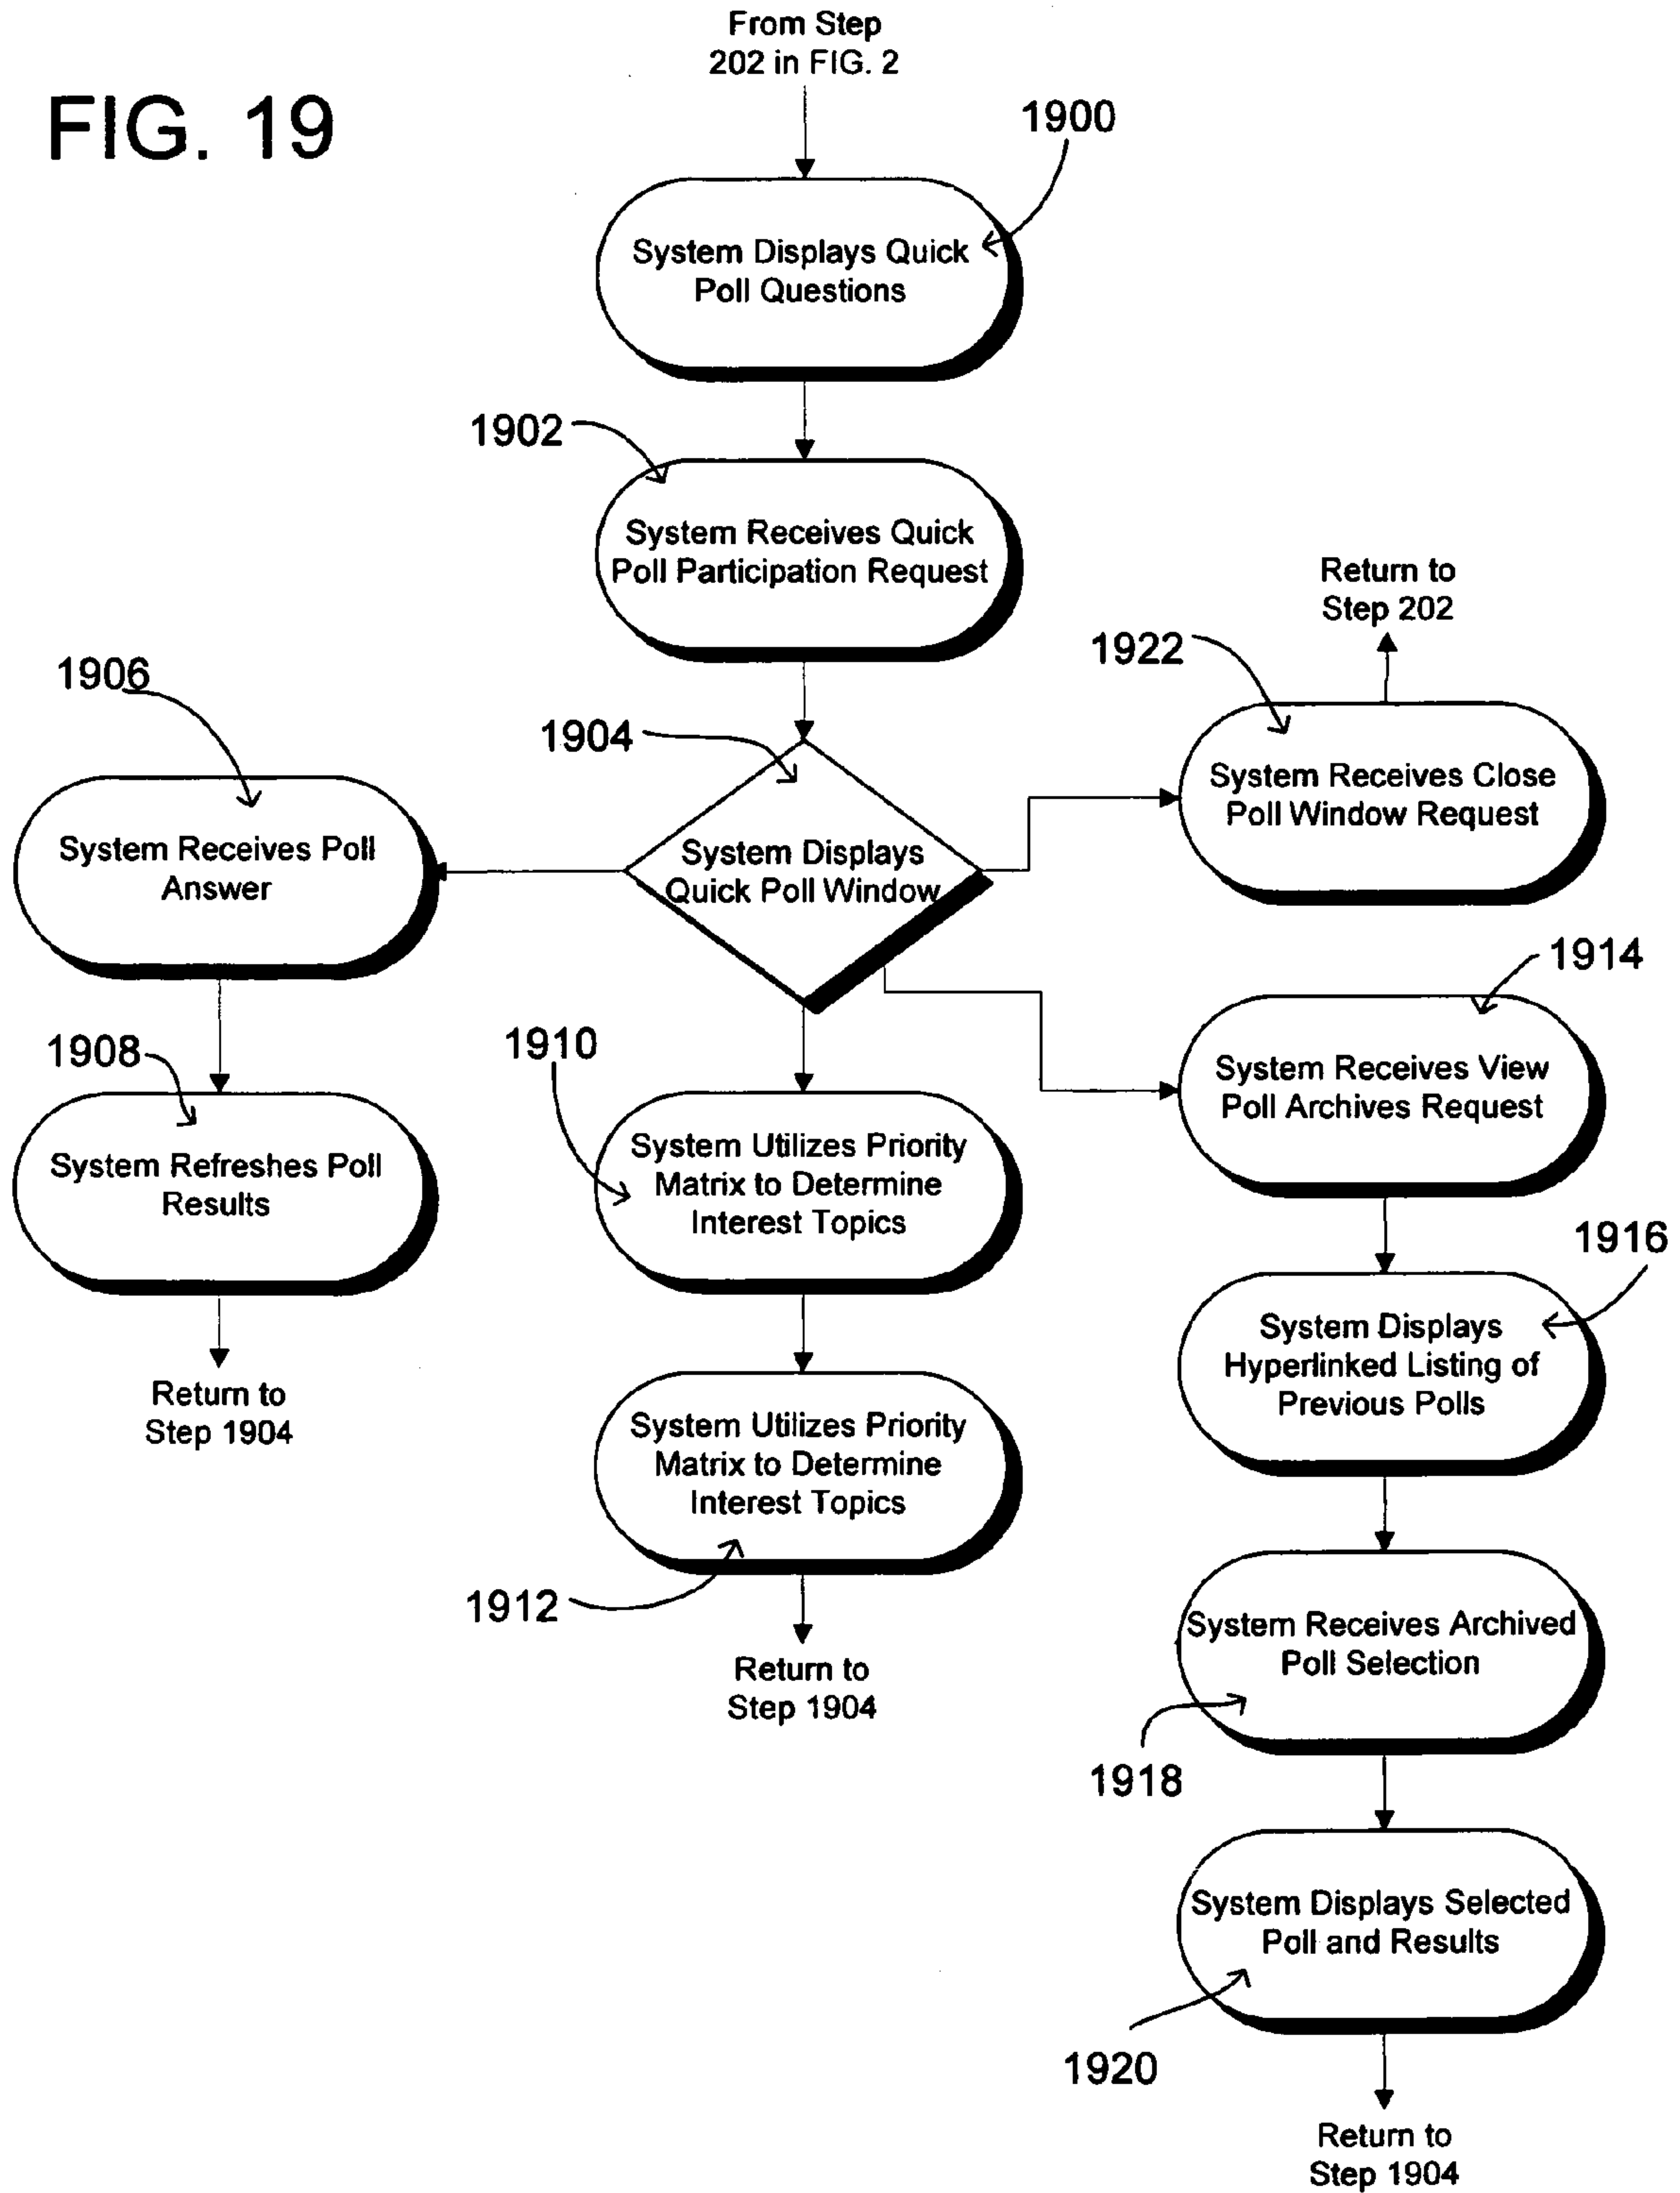 From Step
202 in FIG. 2
FIG. 19
1900
System Displays Quick
Poll Questions
1902
System Receives Quick
Poll Participation Request
Return to
Step 202
1922
System Receives Close
Poll Window Request
1906
1904
System Receives Poll
Answer
System Displays
Quick Poll Window
1914
System Receives View
Poll Archives Request
1908
System Refreshes Poll
Results
Return to
Step 1904
1910
System Utilizes Priority
Matrix to Determine
Interest Topics
1916
System Displays
Hyperlinked Listing of
Previous Polls
System Utilizes Priority
Matrix to Determine
Interest Topics
1912
Return to
Step 1904
System Receives Archived
Poll Selection
1918
System Displays Selected
Poll and Results
1920
Return to
Step 1904